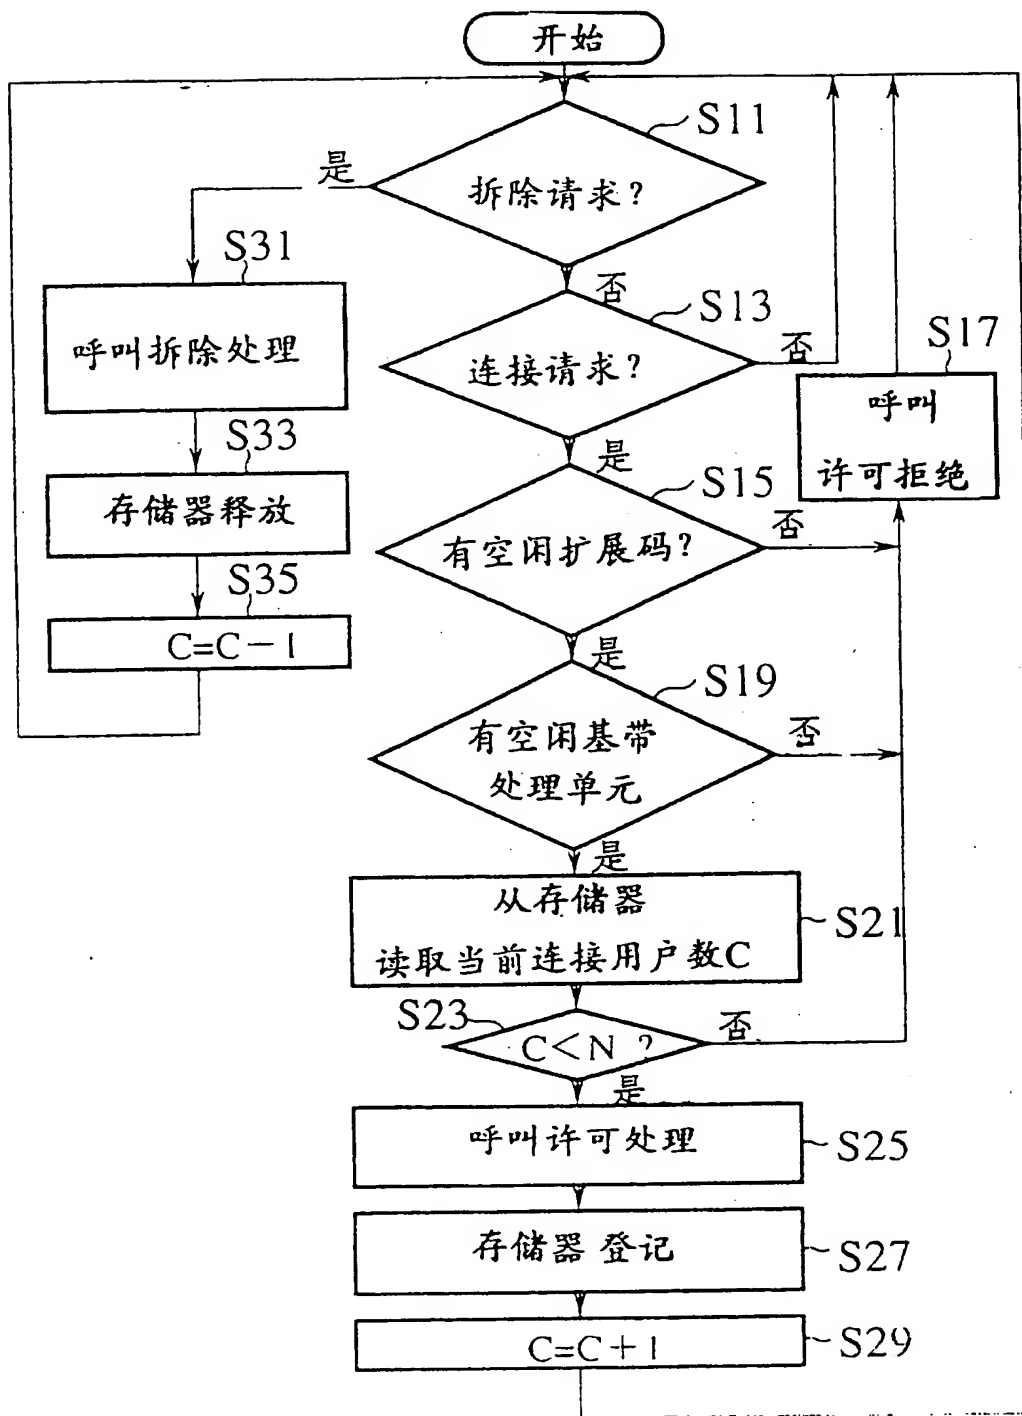 开始
S11
是
拆除请求?
S31
否
S13
呼叫拆除处理
连接请求?
否
S17
呼叫
许可拒绝
S33
是
S15
存储器释放
有空闲扩展码?
否
S35
C=C-1
是
S19
有空闲基带
处理单元
否
是
从存储器
读取当前连接用户数C
S21
S23
C<N ?
否
是
呼叫许可处理
S25
存储器 登记
S27
C=C+1
S29